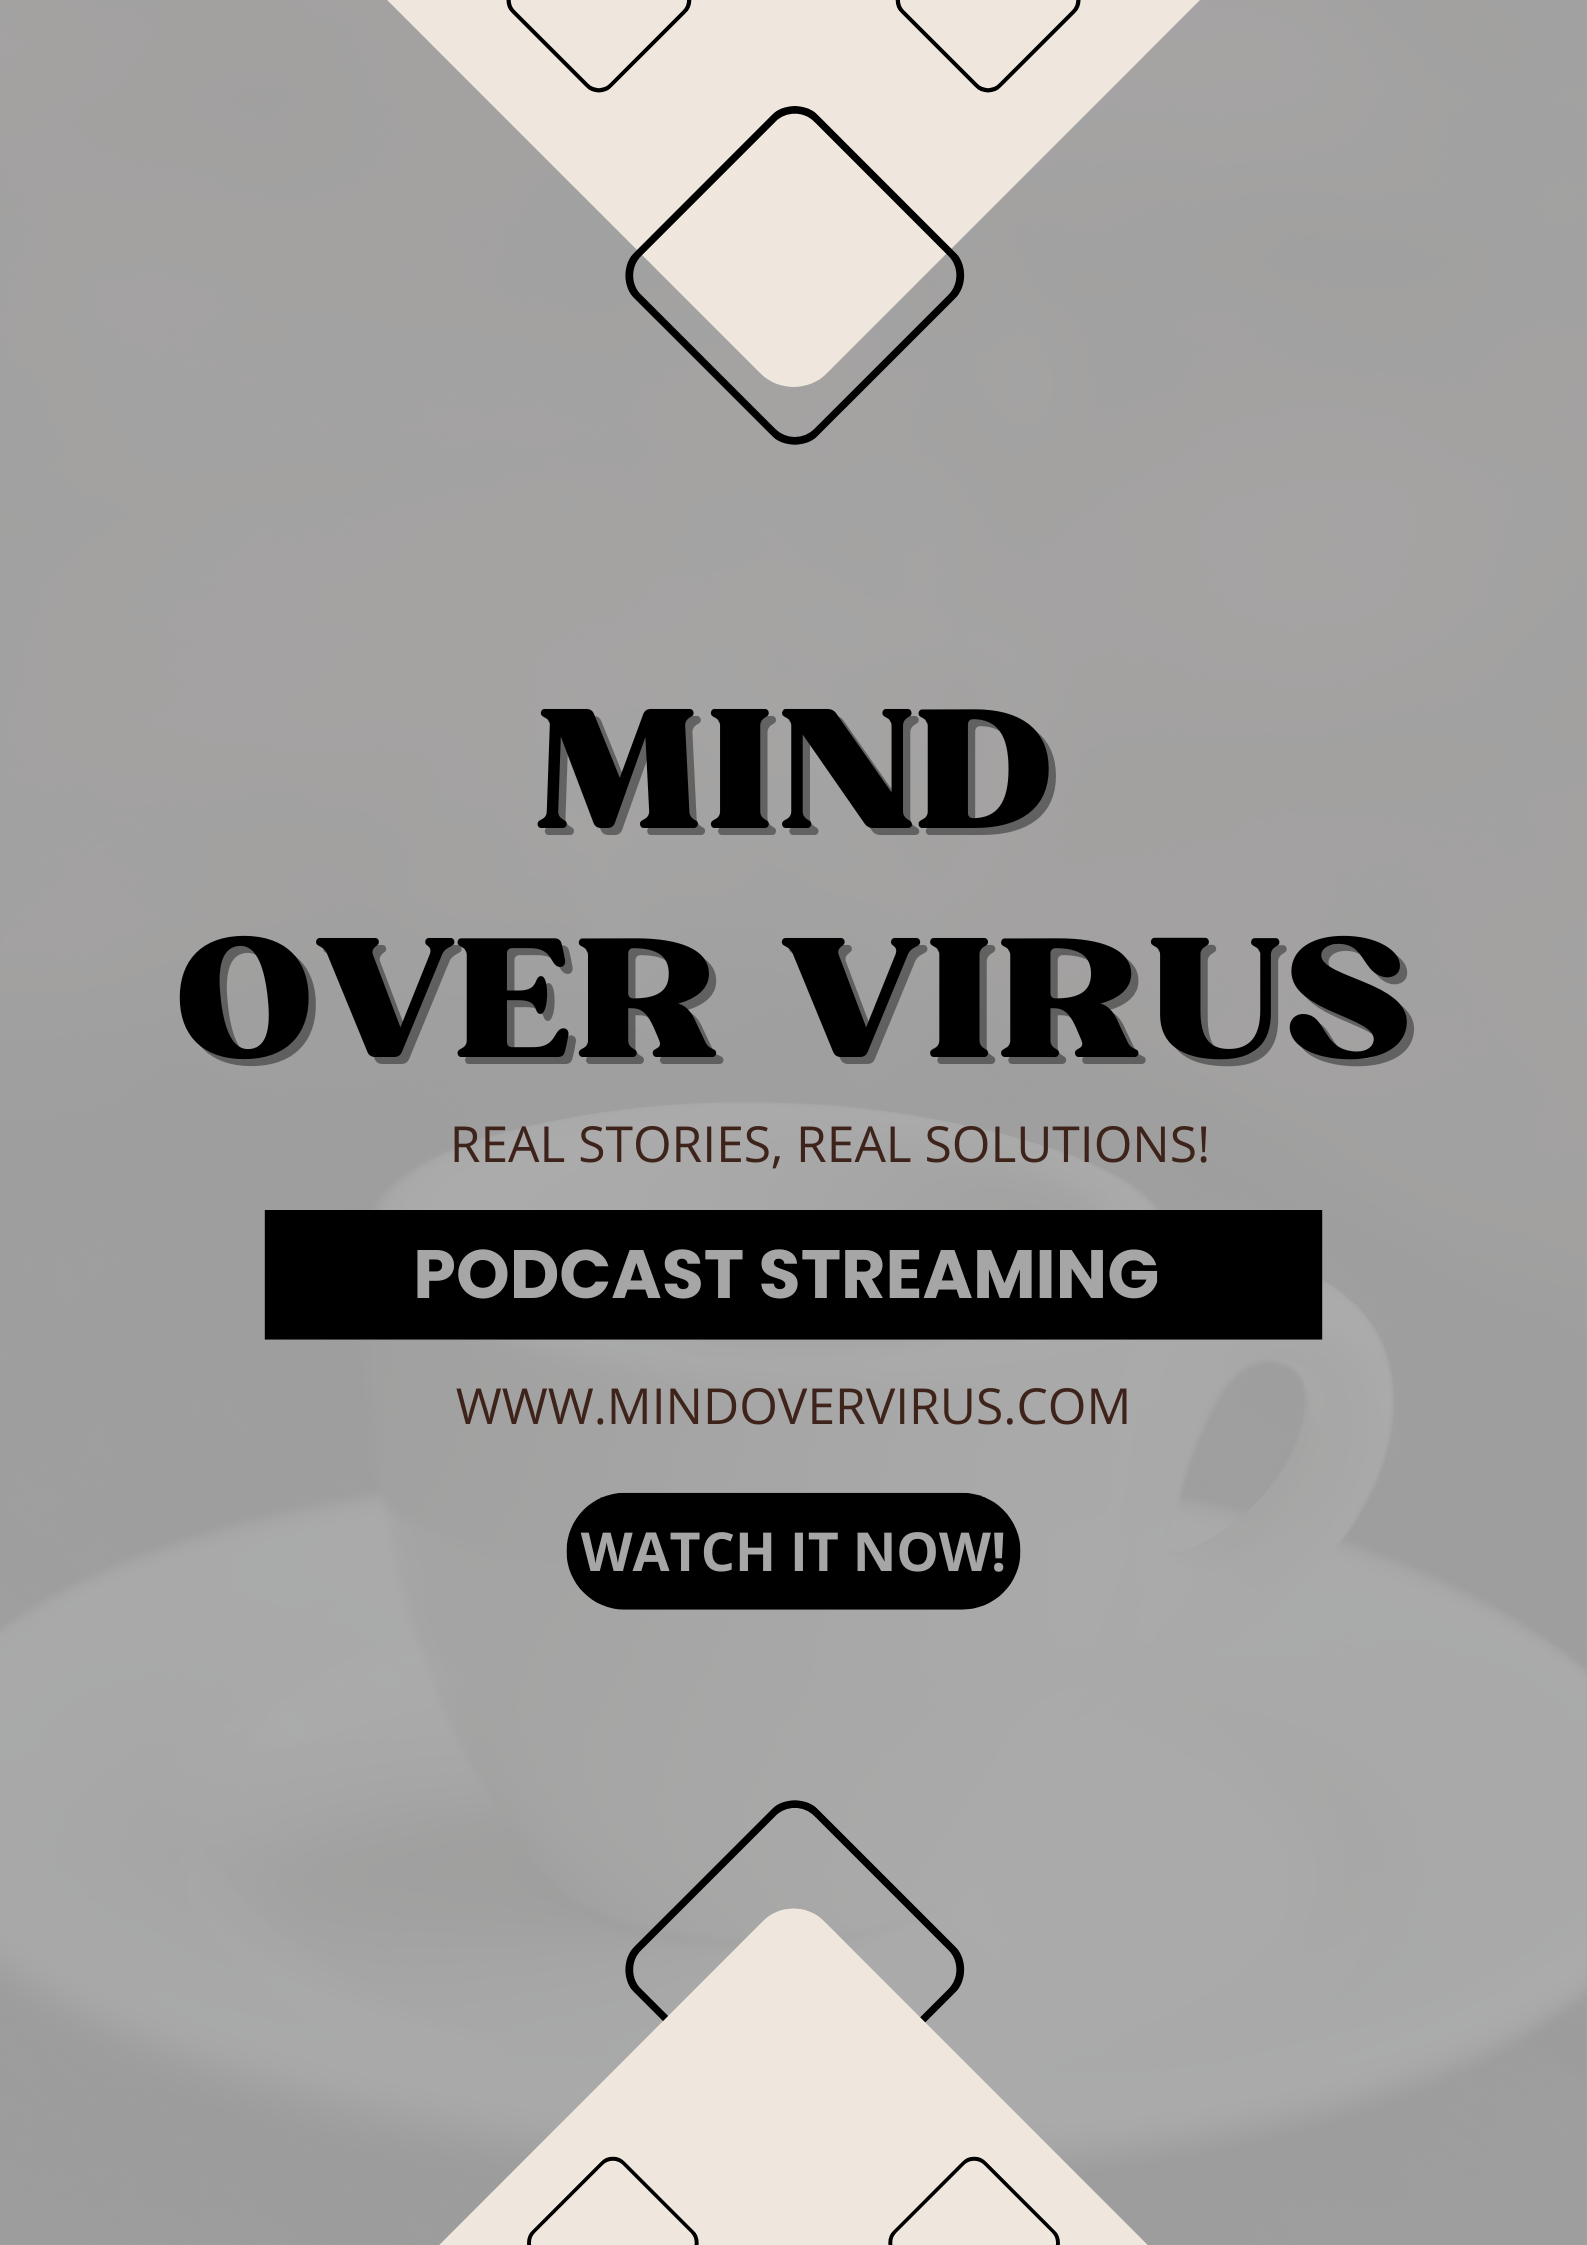 MIND
OVER VIRUS
REAL STORIES, REAL SOLUTIONS!
PODCAST STREAMING
WWW.MINDOVERVIRUS.COM
WATCH IT NOW!